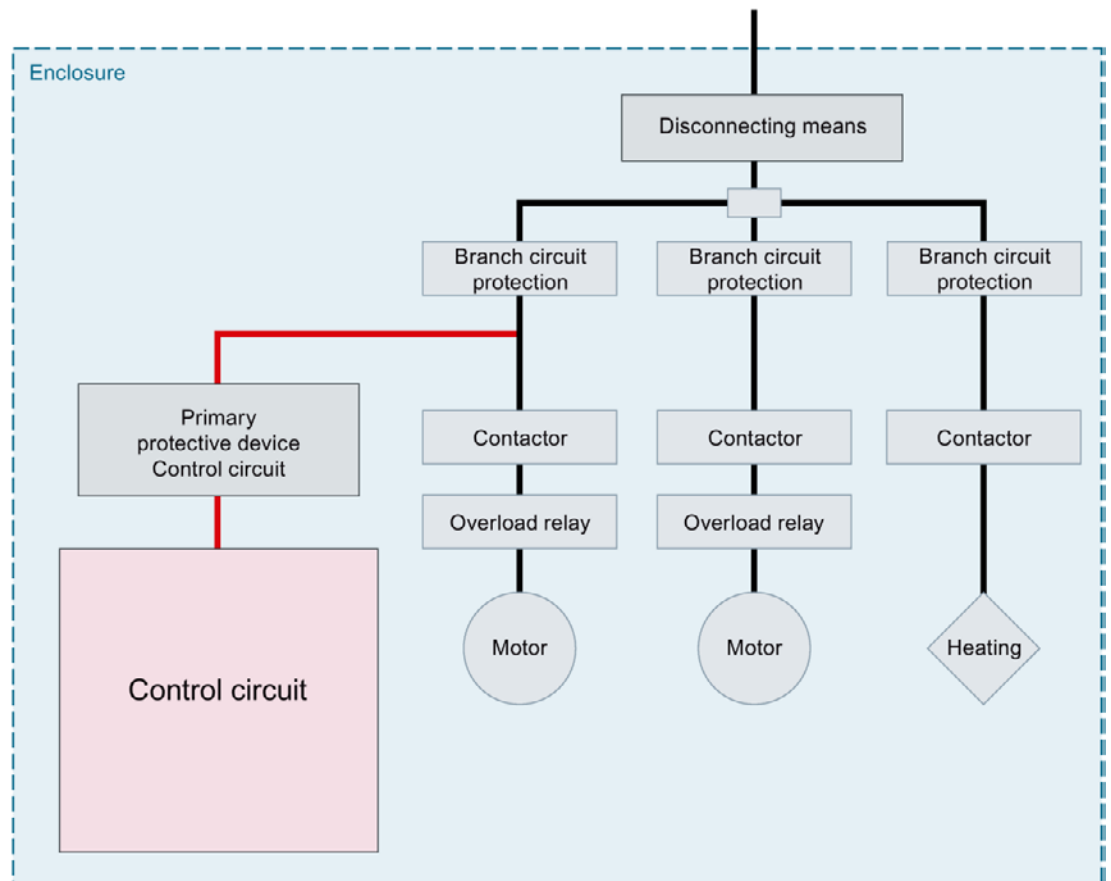 Enclosure
Disconnecting means
Branch circuit
protection
Branch circuit
protection
Branch circuit
protection
Primary
protective device
Control circuit
Contactor
Contactor
Contactor
Overload relay
Overload relay
Control circuit
Motor
Motor
Heating